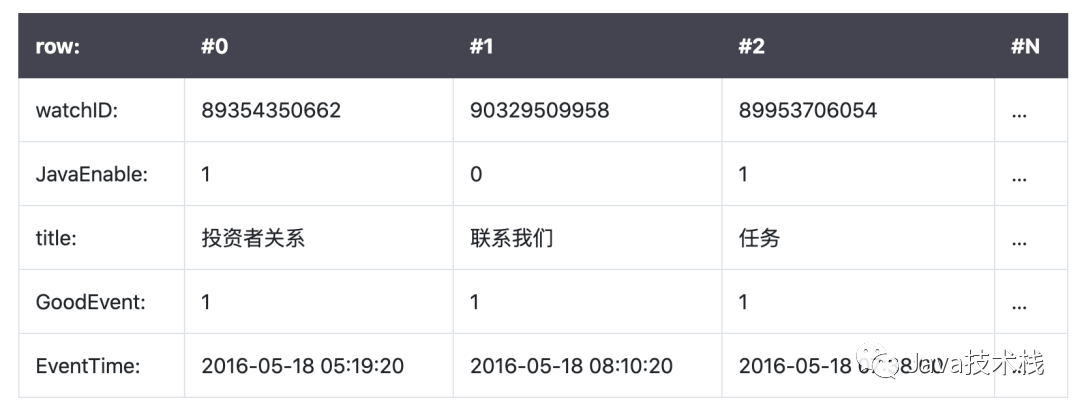 row: #0 #1 #2 #N
watchID: 89354350662 90329509958 89953706054 ...
JavaEnable: 1 0 1 ...
title: 投资者关系 联系我们 任务 ...
GoodEvent: 1 1 1 ...
EventTime: 2016-05-18 05:19:20 2016-05-18 08:10:20 2016-05-18
Java技术栈